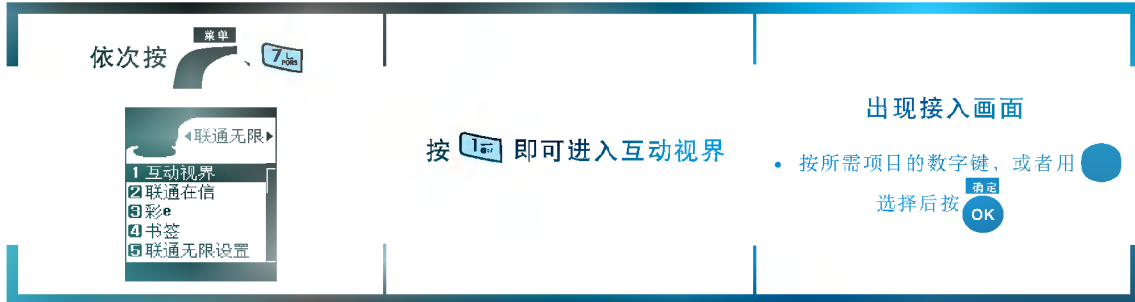 菜单
依次按 、7 PQRS
联通无限
1 互动视界
2 联通在信
3 彩e
4 书签
5 联通无限设置
按 1 即可进入互动视界
出现接入画面
• 按所需项目的数字键，或者用
确定
选择后按 OK